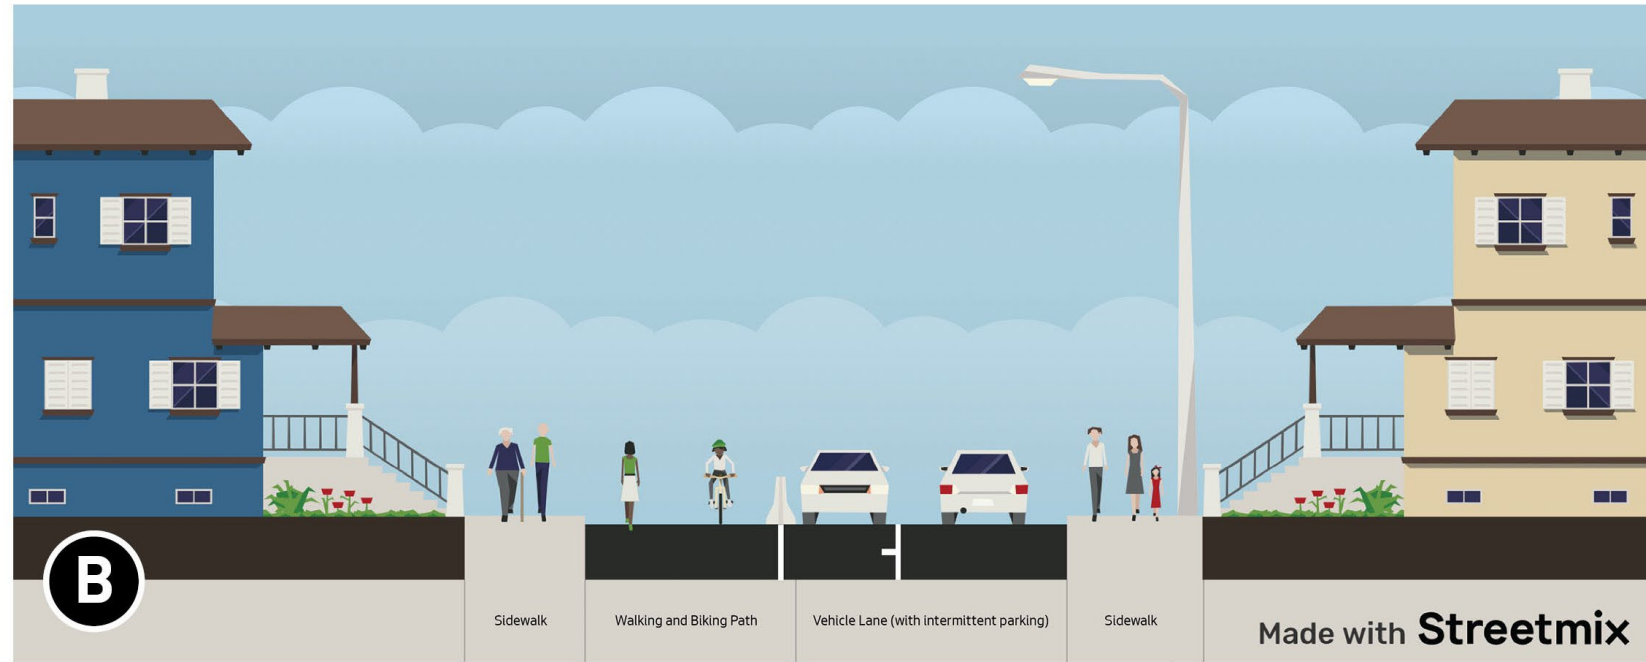 B
Sidewalk
Walking and Biking Path
Vehicle Lane (with intermittent parking)
Sidewalk
Made with Streetmix